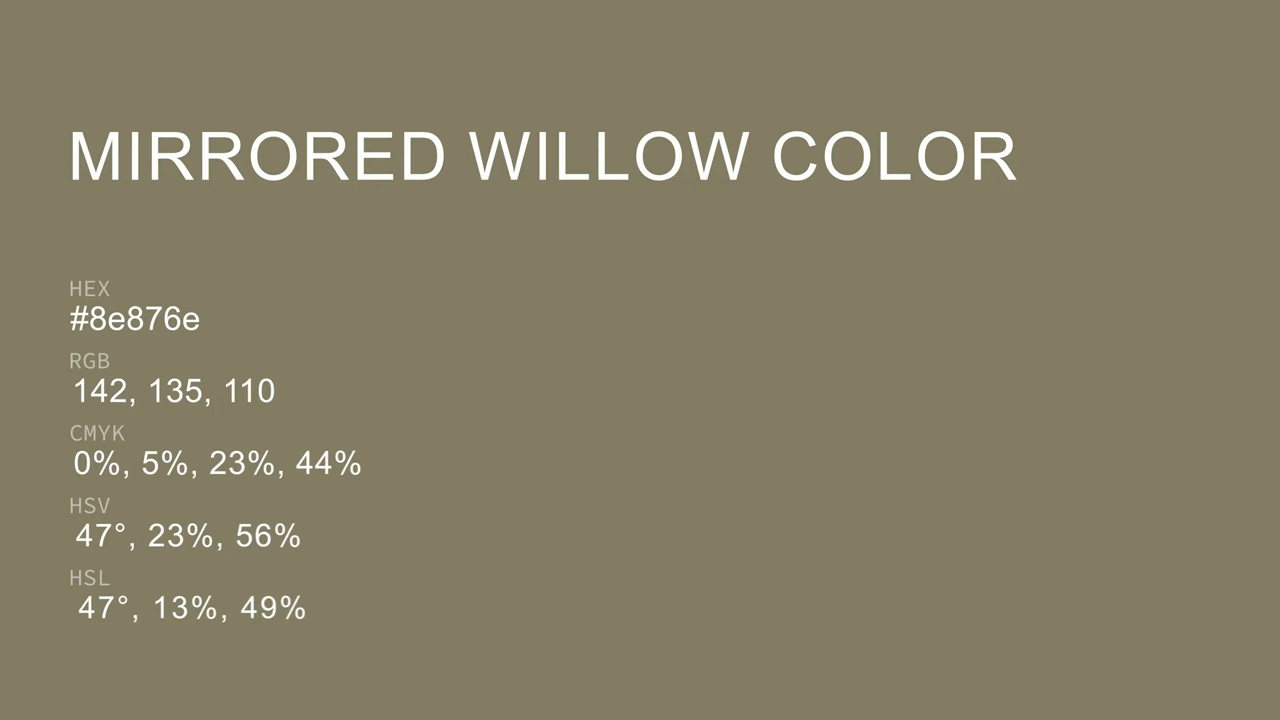 MIRRORED WILLOW COLOR
HEX
#8e876e
RGB
142, 135, 110
CMYK
0%, 5%, 23%, 44%
HSV
47°, 23%, 56%
HSL
47°, 13%, 49%